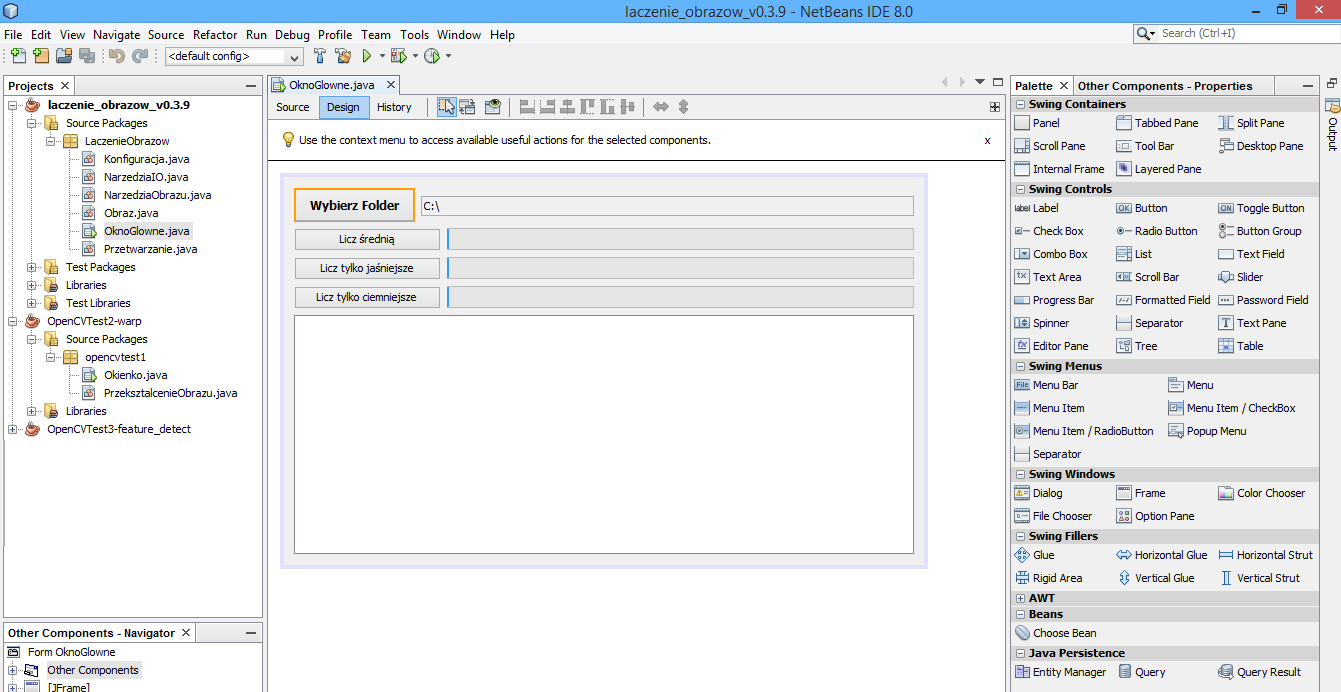 laczenie_obrazow_v0.3.9 - NetBeans IDE 8.0
File Edit View Navigate Source Refactor Run Debug Profile Team Tools Window Help
Search (Ctrl+I)
<default config>
Projects
laczenie_obrazow_v0.3.9
Source Packages
LaczenieObrazow
Konfiguracja.java
NarzedziaIO.java
NarzedziaObrazu.java
Obraz.java
OknoGlowne.java
Przetwarzanie.java
Test Packages
Libraries
Test Libraries
OpenCVTest2-warp
Source Packages
opencvtest1
Okienko.java
PrzeksztalcenieObrazu.java
Libraries
OpenCVTest3-feature_detect
Other Components - Navigator
Form OknoGlowne
Other Components
[JFrame]
OknoGlowne.java
Source Design History
Use the context menu to access available useful actions for the selected components. x
Wybierz Folder C:\
Licz średnią
Licz tylko jaśniejsze
Licz tylko ciemniejsze
Palette Other Components - Properties
Swing Containers
Panel Tabbed Pane Split Pane
Scroll Pane Tool Bar Desktop Pane
Internal Frame Layered Pane
Swing Controls
label Label OK Button ON Toggle Button
Check Box Radio Button Button Group
Combo Box List Text Field
Text Area Scroll Bar Slider
Progress Bar Formatted Field Password Field
Spinner Separator Text Pane
Editor Pane Tree Table
Swing Menus
File Menu Bar Menu
Menu Item Menu Item / CheckBox
Menu Item / RadioButton Popup Menu
Separator
Swing Windows
Dialog Frame Color Chooser
File Chooser Option Pane
Swing Fillers
Glue Horizontal Glue Horizontal Strut
Rigid Area Vertical Glue Vertical Strut
AWT
Beans
Choose Bean
Java Persistence
Entity Manager Query Query Result
Output